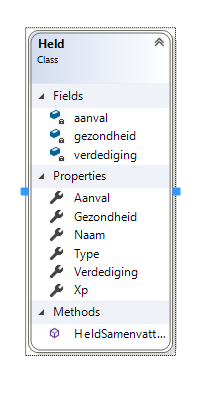 Held
Class
Fields
aanval
gezondheid
verdediging
Properties
Aanval
Gezondheid
Naam
Type
Verdediging
Xp
Methods
HeldSamenvatt...